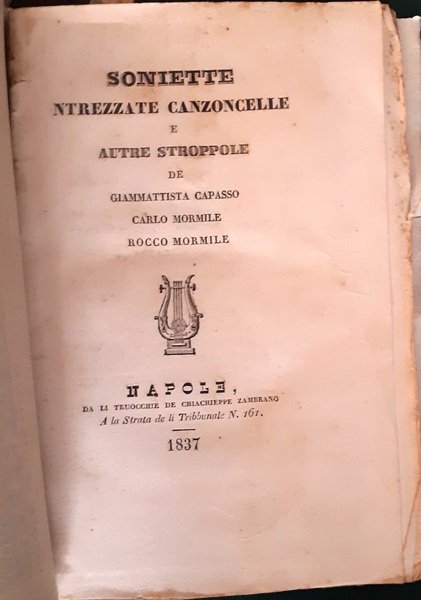 SONIETTE
NTREZZATE CANZONCELLE
E
AUTRE STROPPOLE
DE
GIAMMATTISTA CAPASSO
CARLO MORMILE
ROCCO MORMILE
NAPOLE,
DA LI TRUOCCHIE DE CHIACHIEPPE ZAMBRANO
A la Strata de li Tribbunale N. 161.
1837